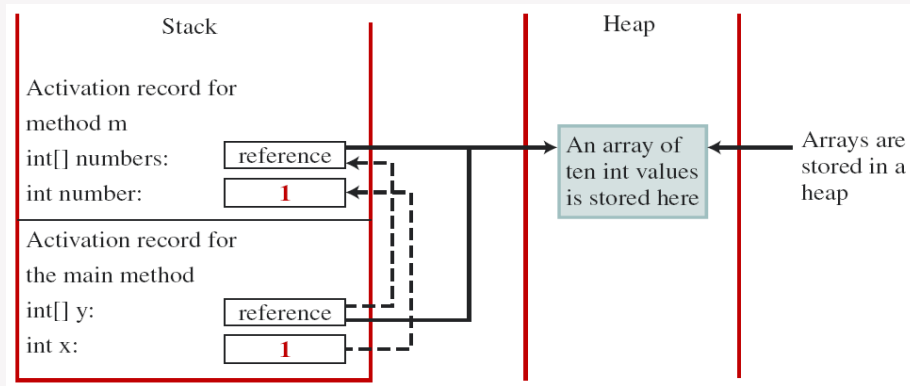 Stack
Heap
Activation record for
method m
int[] numbers: reference
int number: 1
An array of
ten int values
is stored here
Arrays are
stored in a
heap
Activation record for
the main method
int[] y: reference
int x: 1